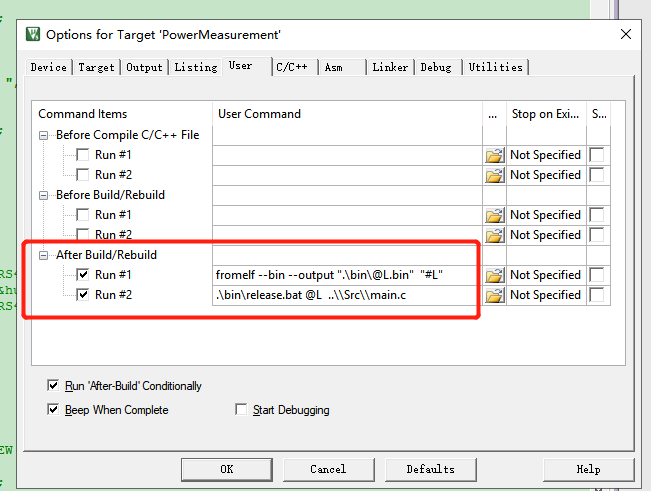 Options for Target 'PowerMeasurement'
Device Target Output Listing User C/C++ Asm Linker Debug Utilities
",
Command Items User Command ... Stop on Exi... S...
Before Compile C/C++ File
Run #1 Not Specified
Run #2 Not Specified
Before Build/Rebuild
Run #1 Not Specified
Run #2 Not Specified
After Build/Rebuild
RS4 Run #1 fromelf --bin --output ".\bin\@L.bin" "#L" Not Specified
&hu Run #2 .\bin\release.bat @L ..\\Src\\main.c Not Specified
RS4
Run 'After-Build' Conditionally
Beep When Complete Start Debugging
EW
OK Cancel Defaults Help